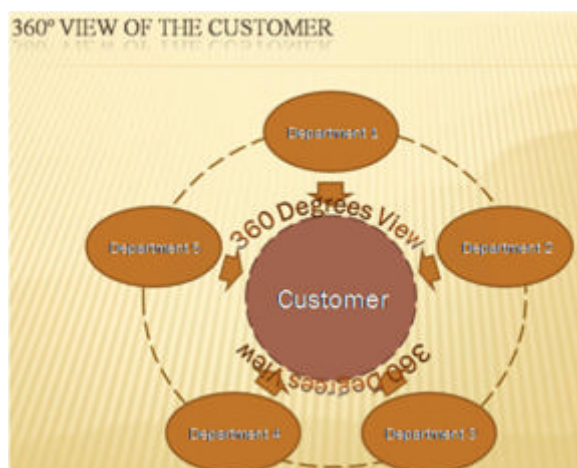 360° VIEW OF THE CUSTOMER
Department 1
360 Degrees View
Department 5
Department 2
Customer
360 Degrees View
Department 4
Department 3